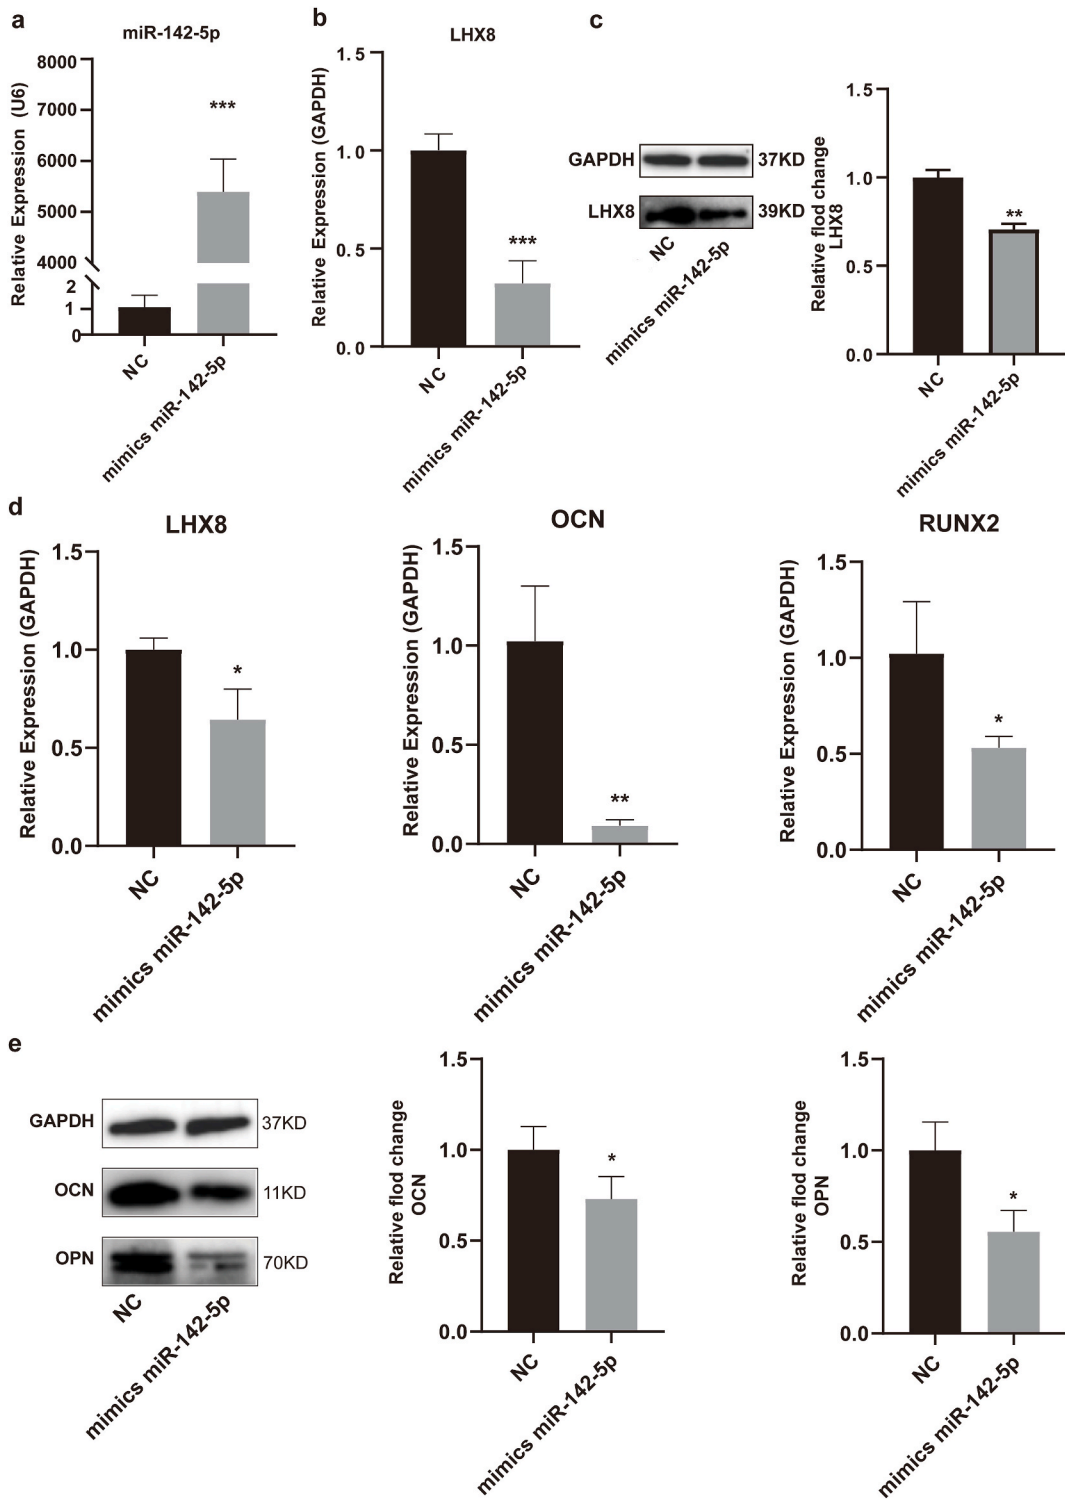 a
miR-142-5p
Relative Expression (U6)
8000
7000
6000
5000
4000
2
1
0
***
NC
mimics miR-142-5p
b
LHX8
Relative Expression (GAPDH)
1.5
1.0
0.5
0.0
***
NC
mimics miR-142-5p
c
GAPDH
37KD
LHX8
39KD
NC
mimics miR-142-5p
Relative flod change
LHX8
1.5
1.0
0.5
0.0
**
NC
mimics miR-142-5p
d
LHX8
Relative Expression (GAPDH)
1.5
1.0
0.5
0.0
*
NC
mimics miR-142-5p
OCN
Relative Expression (GAPDH)
1.5
1.0
0.5
0.0
**
NC
mimics miR-142-5p
RUNX2
Relative Expression (GAPDH)
1.5
1.0
0.5
0.0
*
NC
mimics miR-142-5p
e
GAPDH
37KD
OCN
11KD
OPN
70KD
NC
mimics miR-142-5p
Relative flod change
OCN
1.5
1.0
0.5
0.0
*
NC
mimics miR-142-5p
Relative flod change
OPN
1.5
1.0
0.5
0.0
*
NC
mimics miR-142-5p